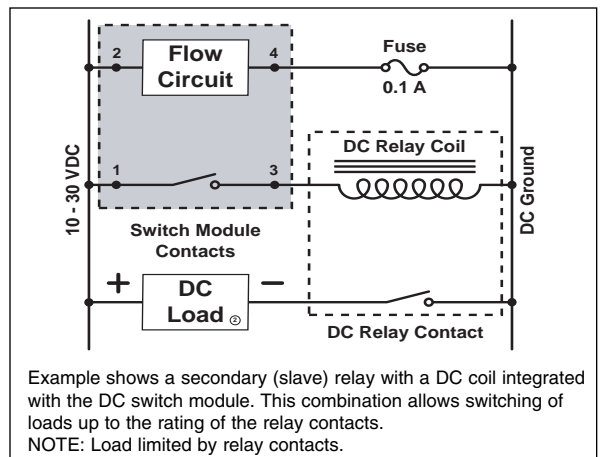 2
Flow
Circuit
4
Fuse
0.1 A
10 - 30 VDC
1
3
DC Relay Coil
DC Ground
Switch Module
Contacts
+
DC
Load ②
−
DC Relay Contact
Example shows a secondary (slave) relay with a DC coil integrated
with the DC switch module. This combination allows switching of
loads up to the rating of the relay contacts.
NOTE: Load limited by relay contacts.